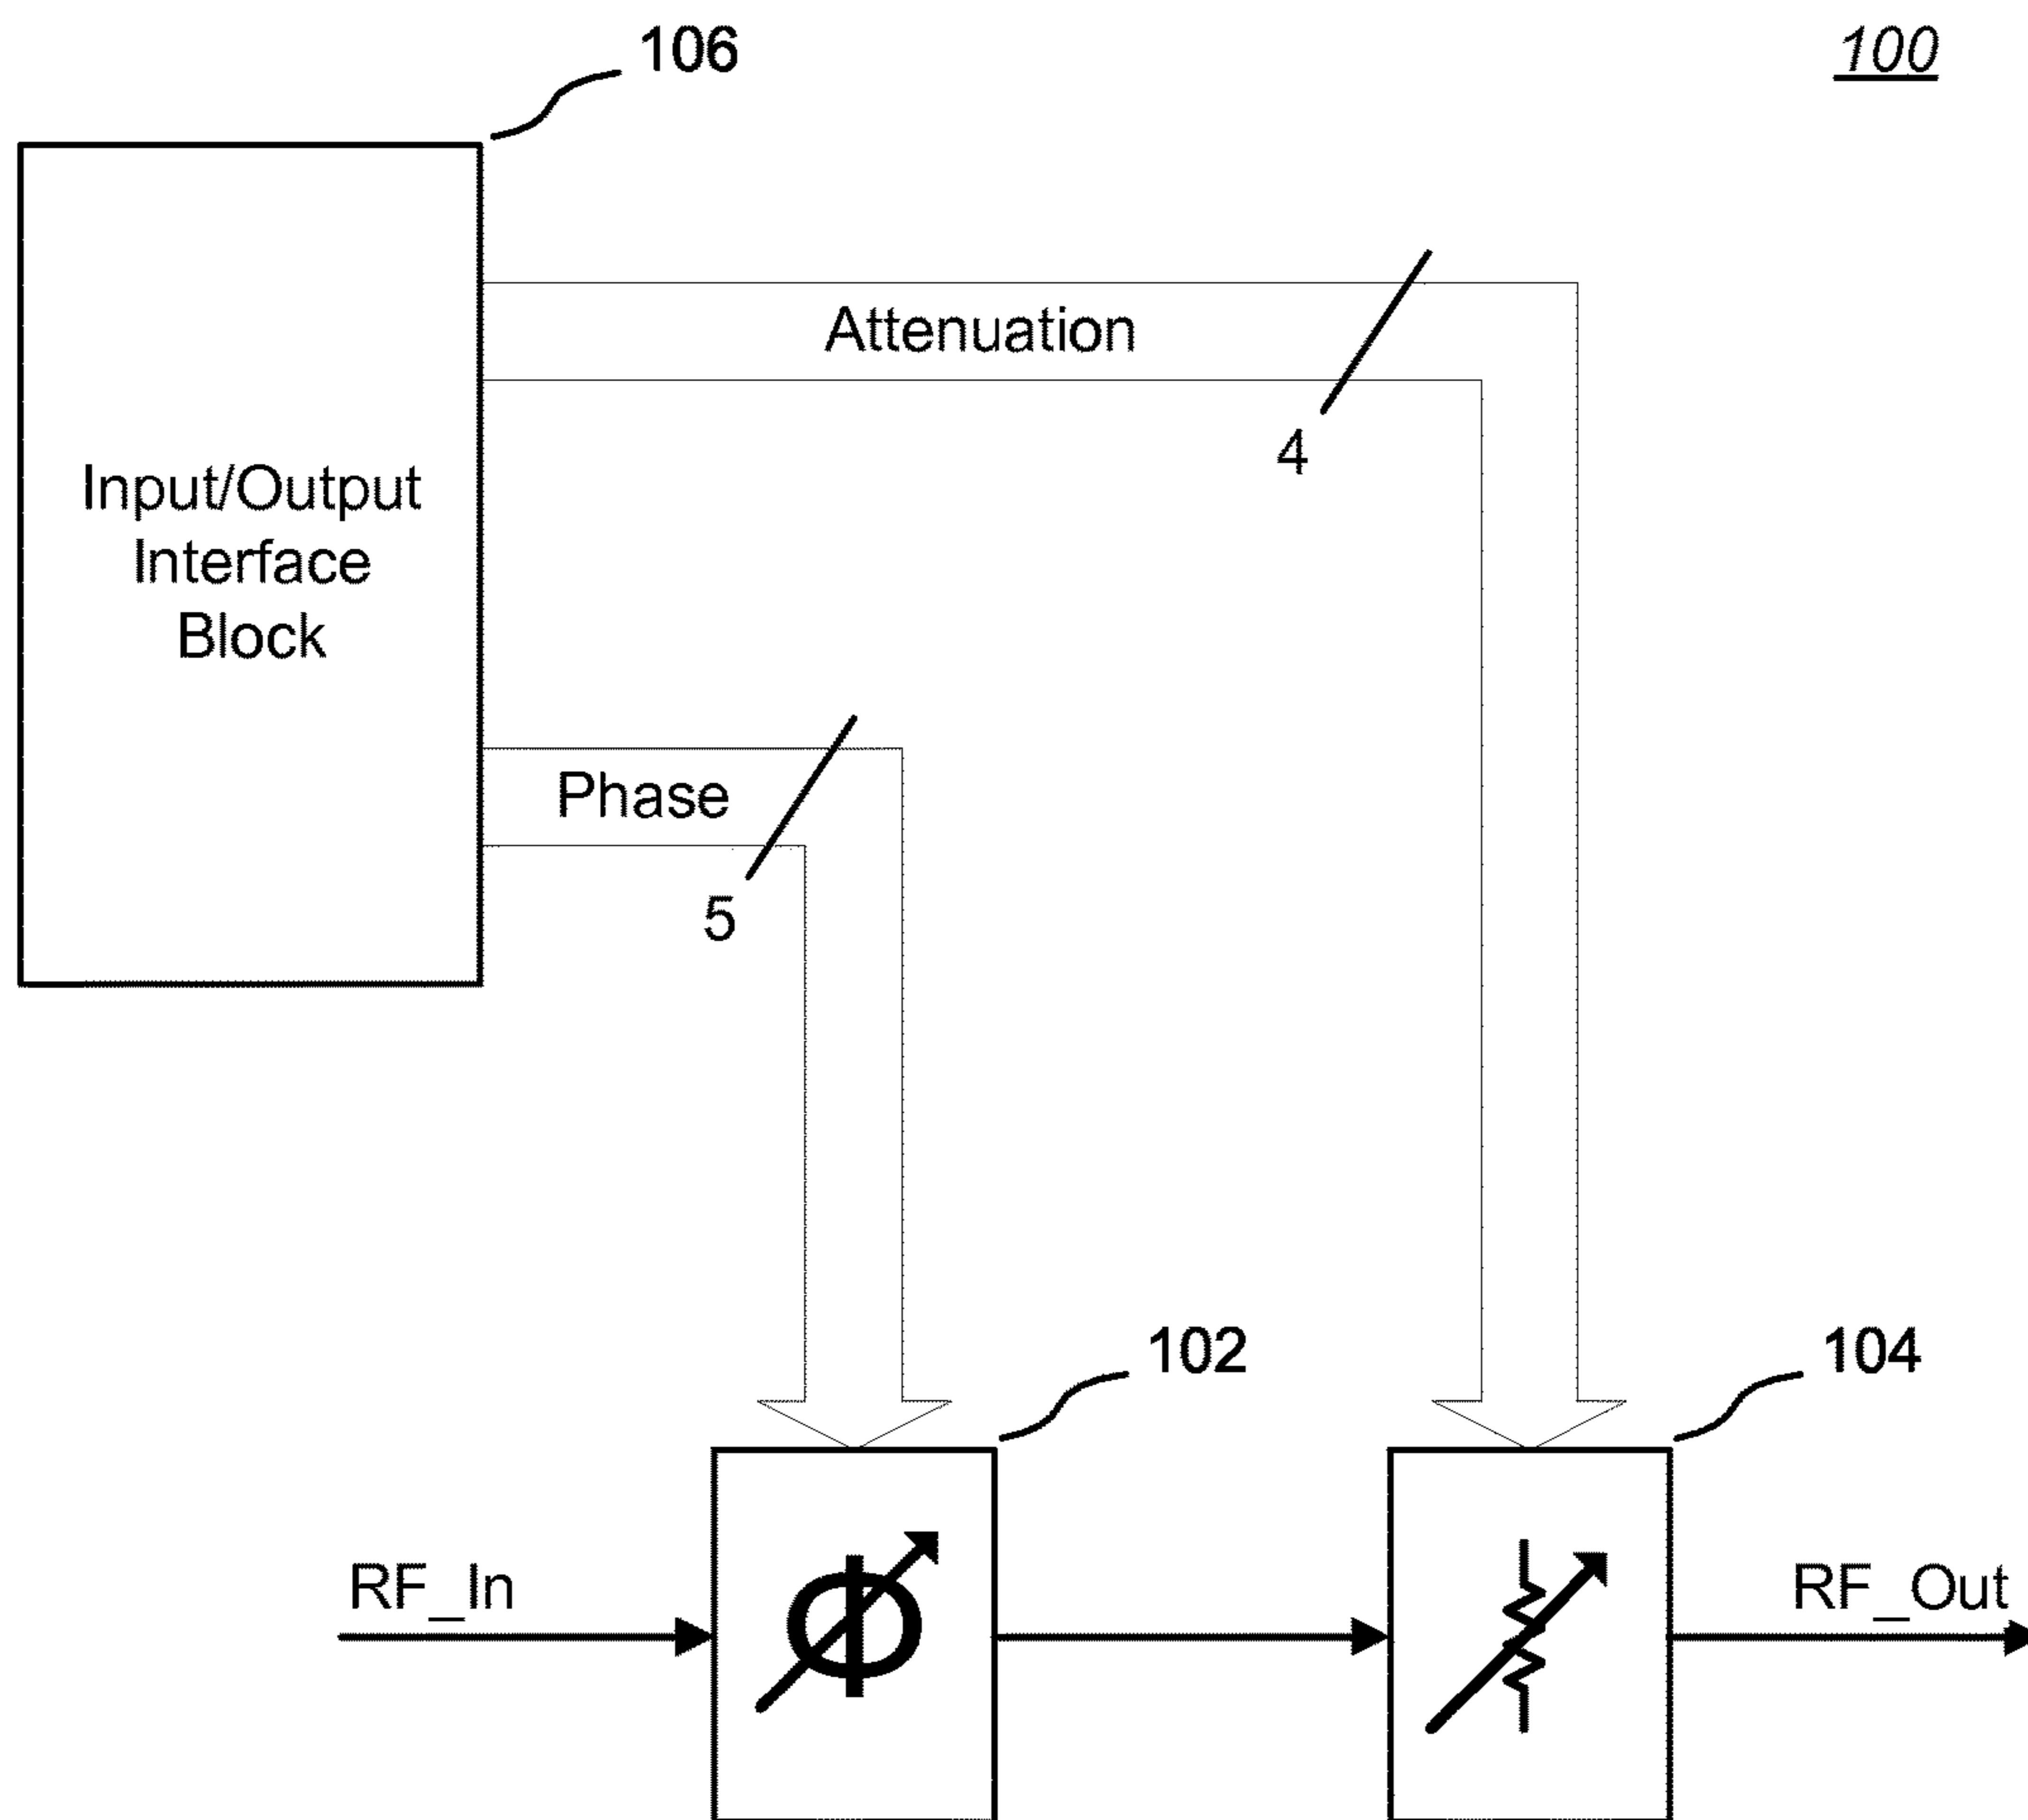 106
100
Attenuation
4
Input/Output
Interface
Block
Phase
5
102
104
RF_In
Φ
RF_Out